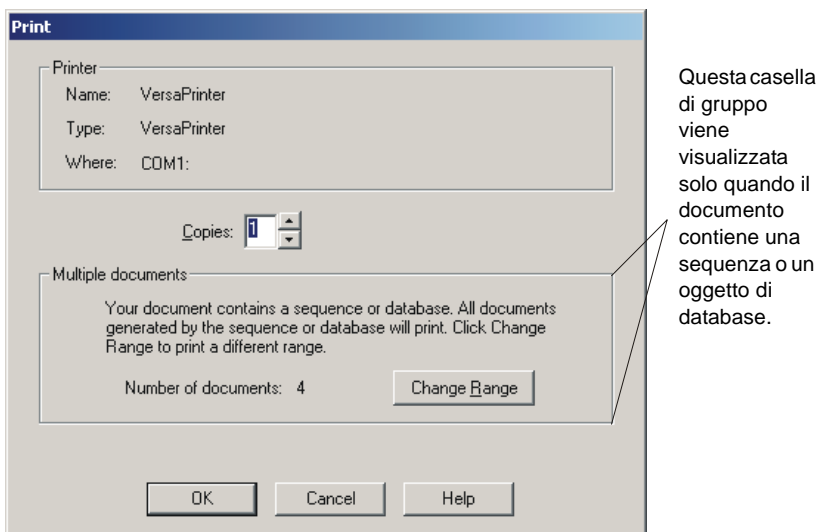 Print
Printer
Name: VersaPrinter
Type: VersaPrinter
Where: COM1:
Copies: 1
Multiple documents
Your document contains a sequence or database. All documents
generated by the sequence or database will print. Click Change
Range to print a different range.
Number of documents: 4 Change Range
OK Cancel Help
Questa casella
di gruppo
viene
visualizzata
solo quando il
documento
contiene una
sequenza o un
oggetto di
database.